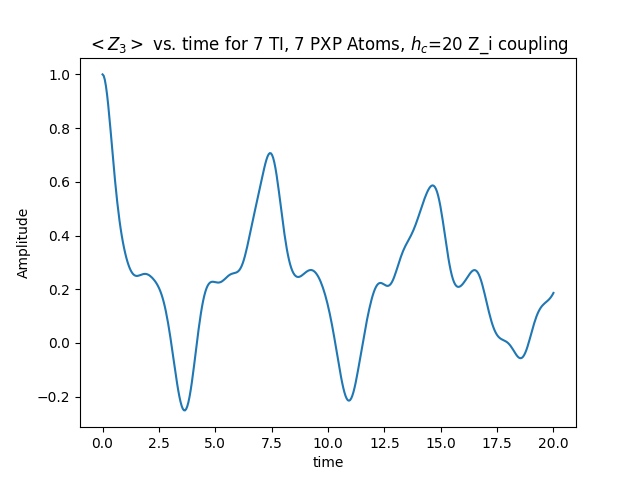 < Z_3 > vs. time for 7 TI, 7 PXP Atoms, h_c=20 Z_i coupling
1.0
0.8
0.6
0.4
0.2
0.0
−0.2
Amplitude
0.0 2.5 5.0 7.5 10.0 12.5 15.0 17.5 20.0
time